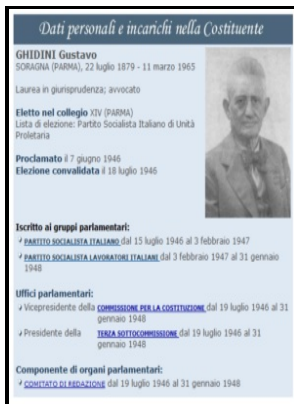 Dati personali e incarichi nella Costituente
GHIDINI Gustavo
SORAGNA (PARMA), 22 luglio 1879 - 11 marzo 1965
Laurea in giurisprudenza; avvocato
Eletto nel collegio XIV (PARMA)
Lista di elezione: Partito Socialista Italiano di Unità
Proletaria
Proclamato il 7 giugno 1946
Elezione convalidata il 18 luglio 1946
Iscritto ai gruppi parlamentari:
PARTITO SOCIALISTA ITALIANO dal 15 luglio 1946 al 3 febbraio 1947
PARTITO SOCIALISTA LAVORATORI ITALIANI dal 3 febbraio 1947 al 31 gennaio
1948
Uffici parlamentari:
Vicepresidente della COMMISSIONE PER LA COSTITUZIONE dal 19 luglio 1946 al 31
gennaio 1948
Presidente della TERZA SOTTOCOMMISSIONE dal 19 luglio 1946 al 31
gennaio 1948
Componente di organi parlamentari:
COMITATO DI REDAZIONE dal 19 luglio 1946 al 31 gennaio 1948